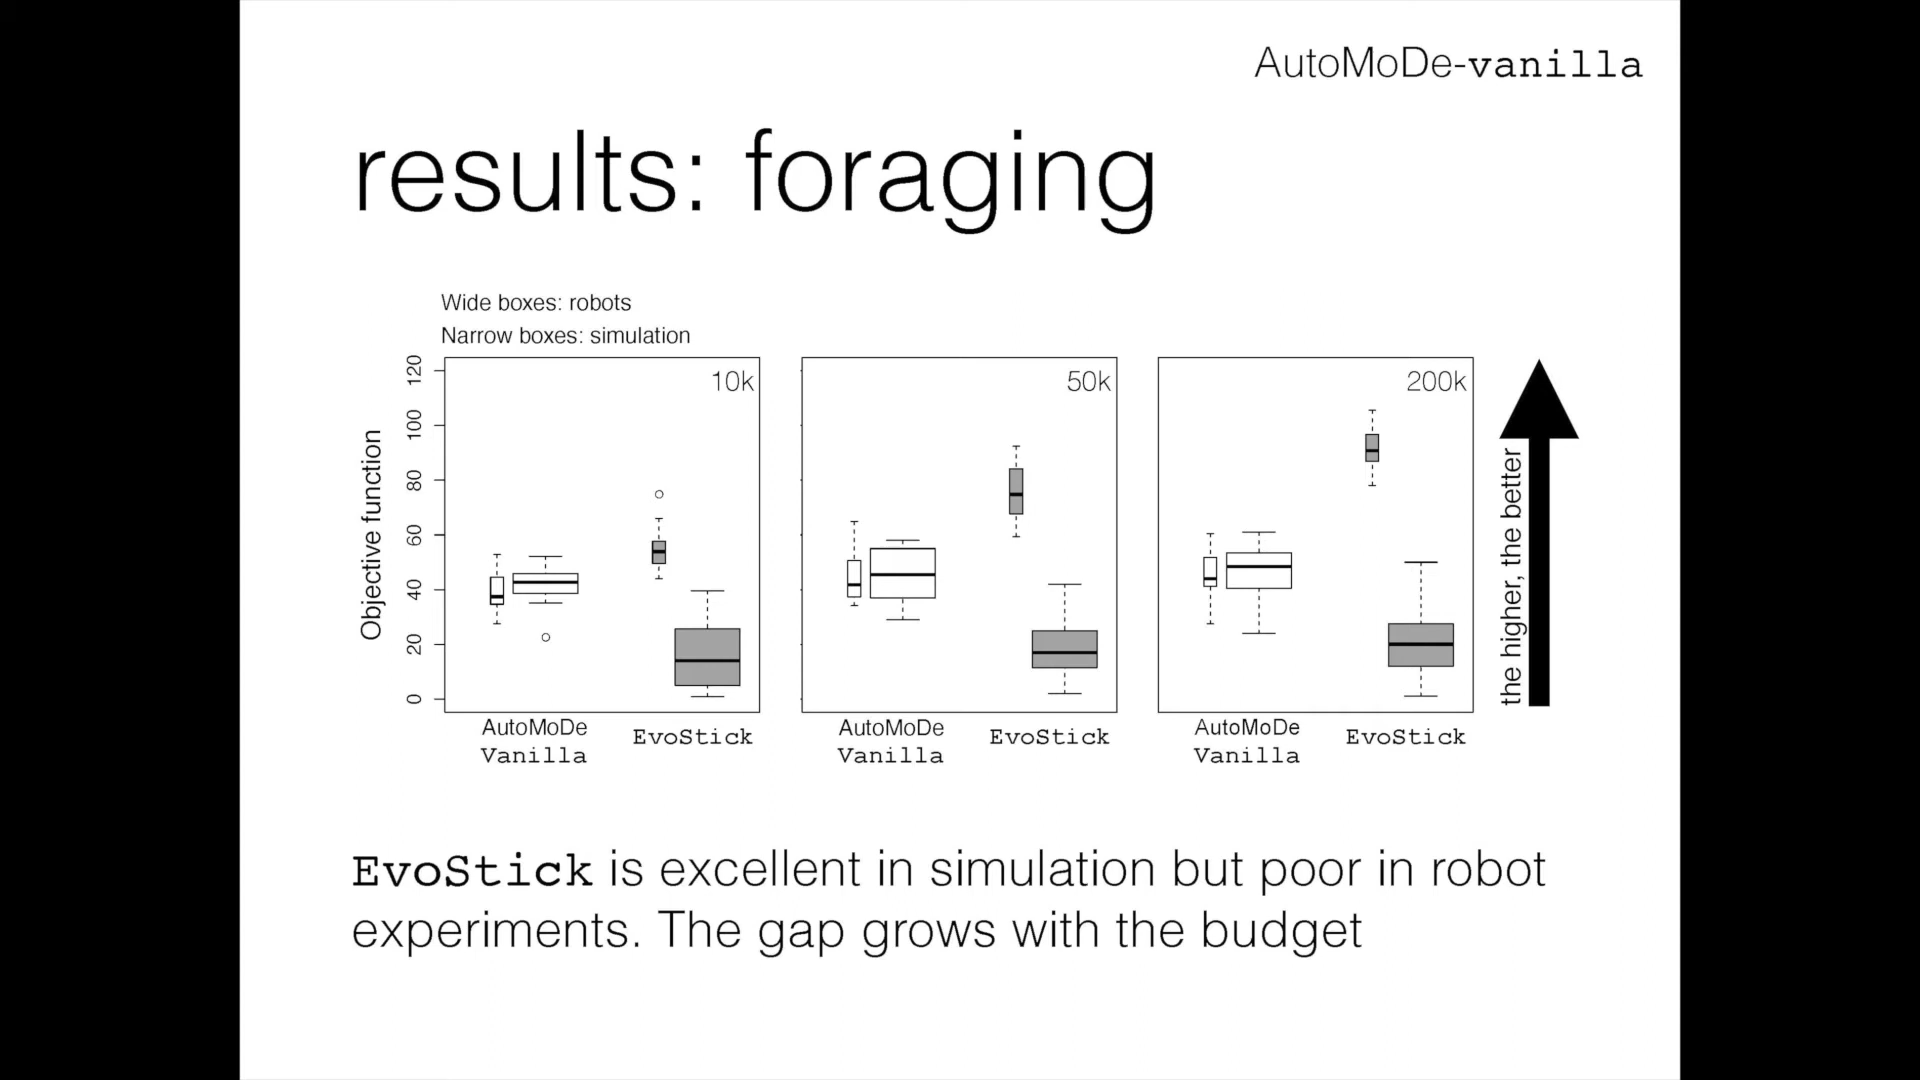 AutoMoDe-vanilla
results: foraging
Wide boxes: robots
Narrow boxes: simulation
Objective function
120
100
80
60
40
20
0
10k
50k
200k
the higher, the better
AutoMoDe
Vanilla
EvoStick
AutoMoDe
Vanilla
EvoStick
AutoMoDe
Vanilla
EvoStick
EvoStick is excellent in simulation but poor in robot
experiments. The gap grows with the budget